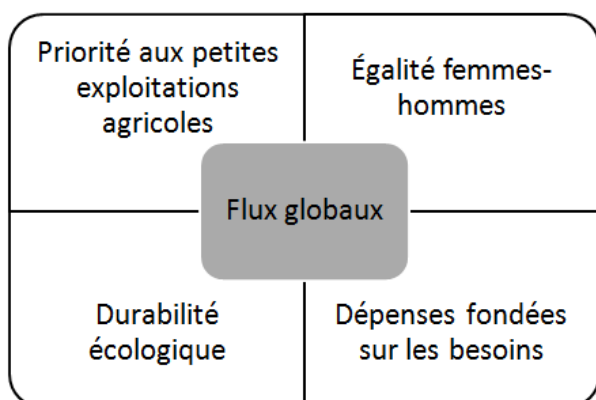 Priorité aux petites
exploitations
agricoles
Égalité femmes-
hommes
Flux globaux
Durabilité
écologique
Dépenses fondées
sur les besoins